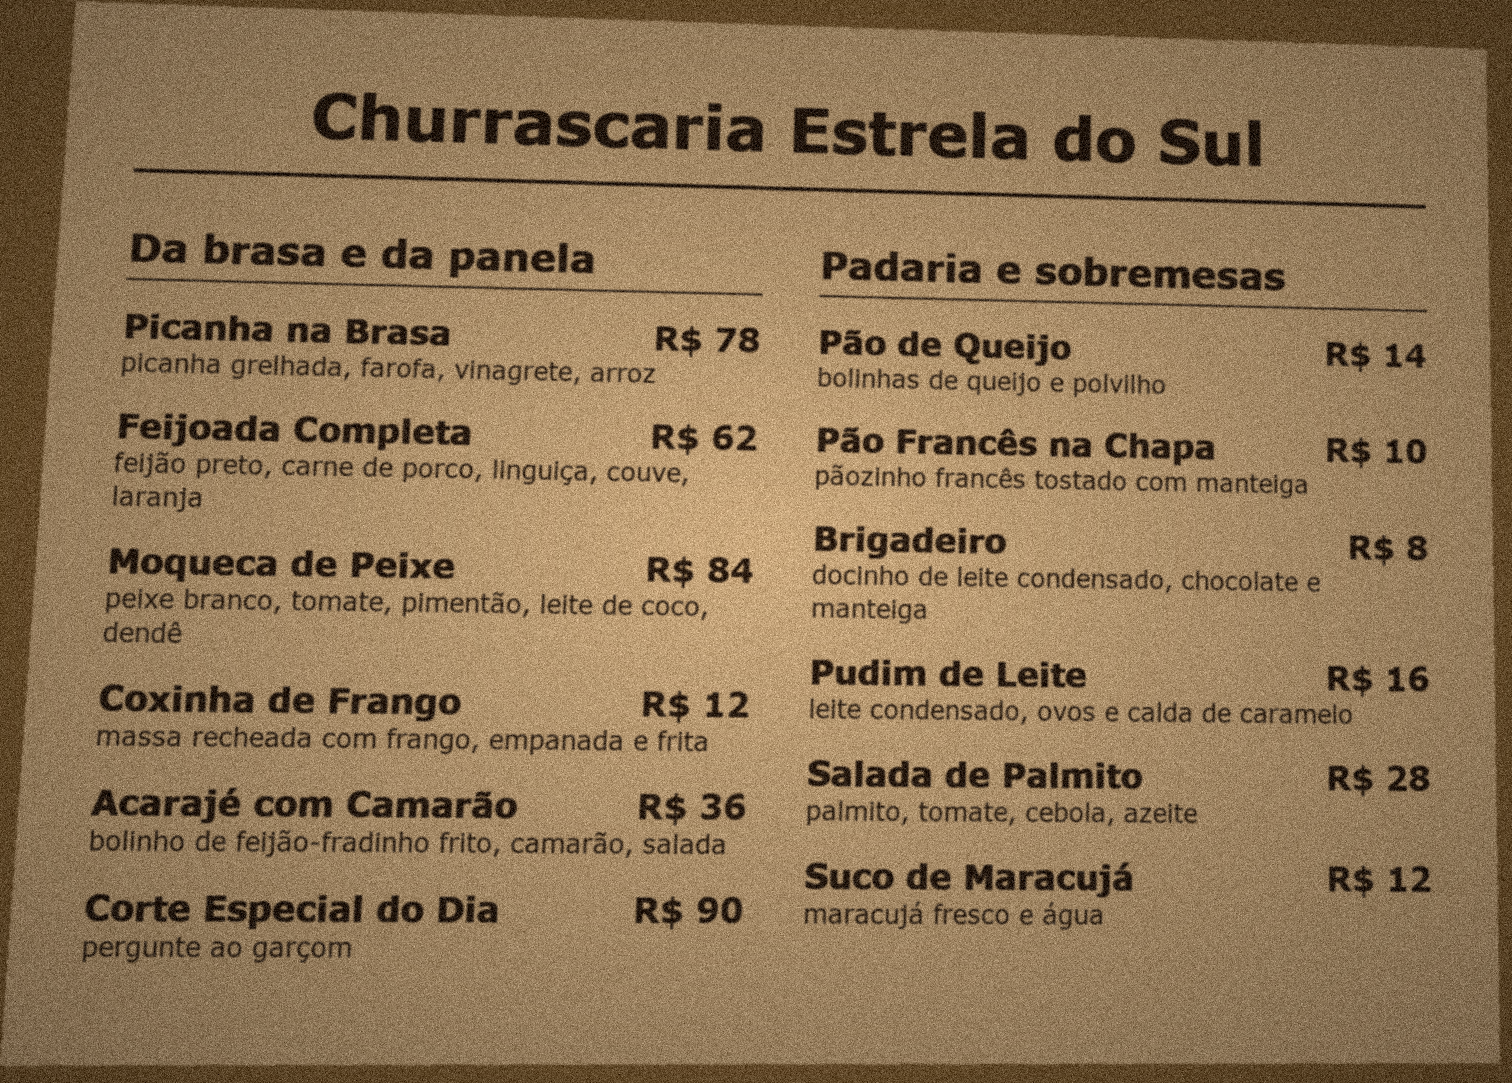 Churrascaria Estrela do Sul
Da brasa e da panela
Picanha na Brasa R$ 78
picanha grelhada, farofa, vinagrete, arroz
Feijoada Completa R$ 62
feijão preto, carne de porco, linguiça, couve,
laranja
Moqueca de Peixe R$ 84
peixe branco, tomate, pimentão, leite de coco,
dendê
Coxinha de Frango R$ 12
massa recheada com frango, empanada e frita
Acarajé com Camarão R$ 36
bolinho de feijão-fradinho frito, camarão, salada
Corte Especial do Dia R$ 90
pergunte ao garçom
Padaria e sobremesas
Pão de Queijo R$ 14
bolinhas de queijo e polvilho
Pão Francês na Chapa R$ 10
pãozinho francês tostado com manteiga
Brigadeiro R$ 8
docinho de leite condensado, chocolate e
manteiga
Pudim de Leite R$ 16
leite condensado, ovos e calda de caramelo
Salada de Palmito R$ 28
palmito, tomate, cebola, azeite
Suco de Maracujá R$ 12
maracujá fresco e água